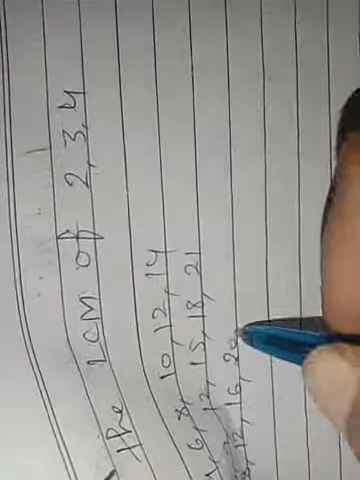 the LCM of 2,3,4
6, 8, 10, 12, 14
12, 15, 18, 21
12, 16, 20